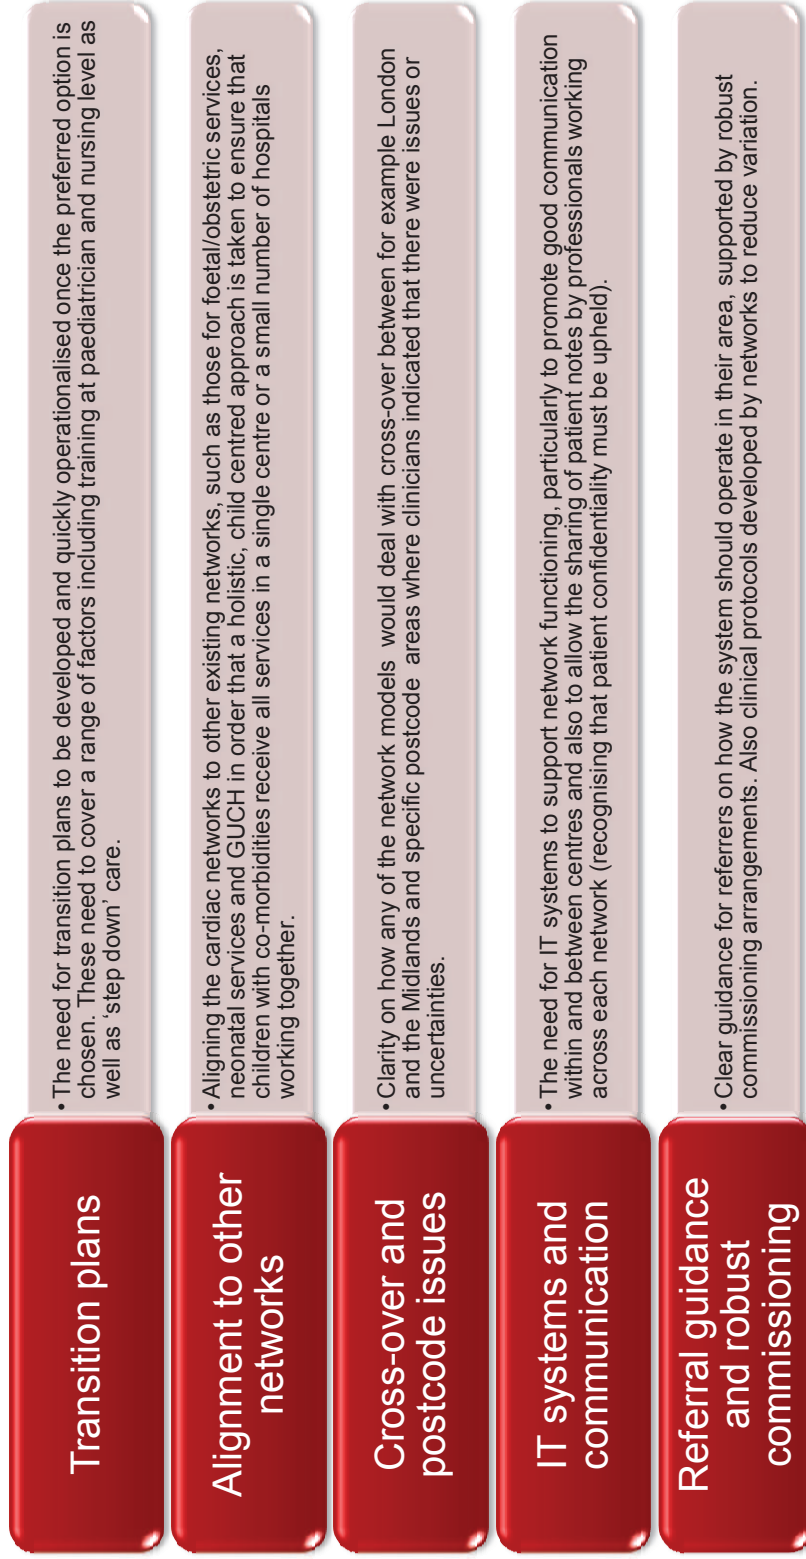 Transition plans
• The need for transition plans to be developed and quickly operationalised once the preferred option is
chosen. These need to cover a range of factors including training at paediatrician and nursing level as
well as ‘step down’ care.
Alignment to other
networks
• Aligning the cardiac networks to other existing networks, such as those for foetal/obstetric services,
neonatal services and GUCH in order that a holistic, child centred approach is taken to ensure that
children with co-morbidities receive all services in a single centre or a small number of hospitals
working together.
Cross-over and
postcode issues
• Clarity on how any of the network models would deal with cross-over between for example London
and the Midlands and specific postcode areas where clinicians indicated that there were issues or
uncertainties.
IT systems and
communication
• The need for IT systems to support network functioning, particularly to promote good communication
within and between centres and also to allow the sharing of patient notes by professionals working
across each network (recognising that patient confidentiality must be upheld).
Referral guidance
and robust
commissioning
• Clear guidance for referrers on how the system should operate in their area, supported by robust
commissioning arrangements. Also clinical protocols developed by networks to reduce variation.